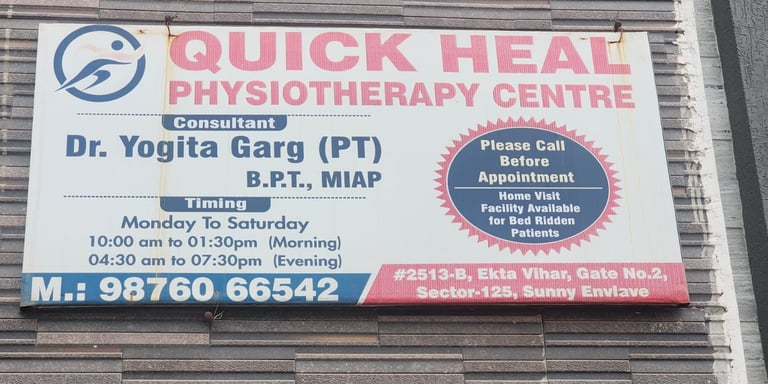 QUICK HEAL
PHYSIOTHERAPY CENTRE
Consultant
Dr. Yogita Garg (PT)
B.P.T., MIAP
Timing
Monday To Saturday
10:00 am to 01:30pm (Morning)
04:30 am to 07:30pm (Evening)
M.: 98760 66542
Please Call
Before
Appointment
Home Visit
Facility Available
for Bed Ridden
Patients
#2513-B, Ekta Vihar, Gate No.2,
Sector-125, Sunny Envlave